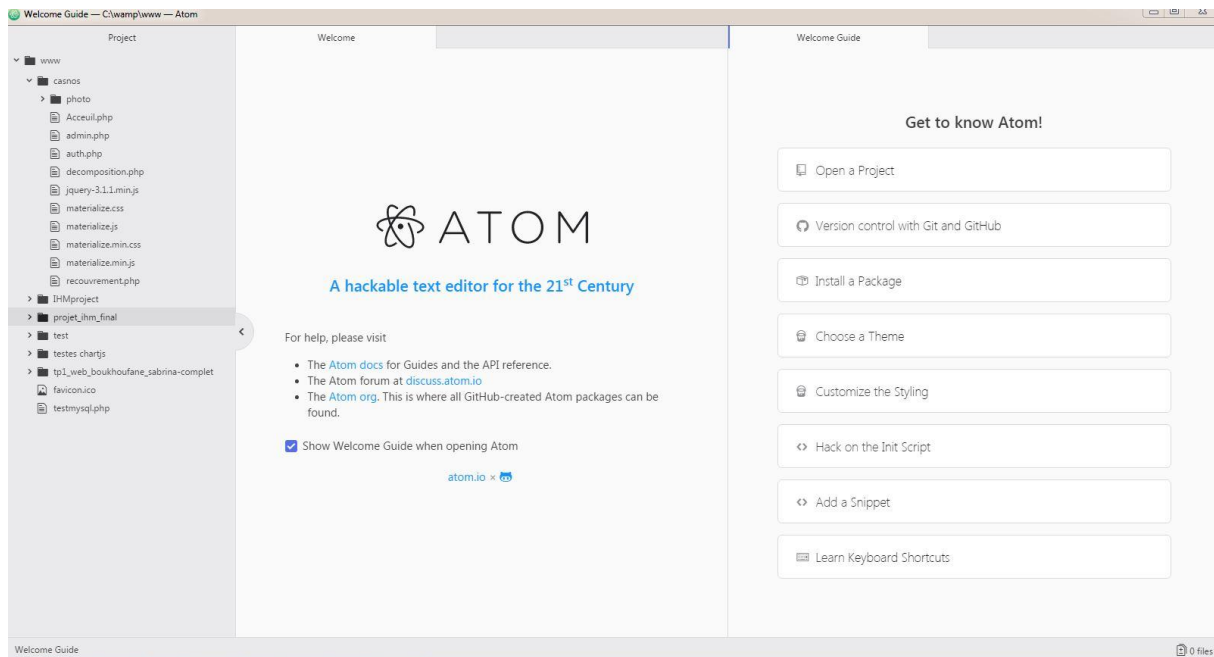 Welcome Guide — C:\wamp\www — Atom
Project
www
casnos
photo
Acceuil.php
admin.php
auth.php
decomposition.php
jquery-3.1.1.min.js
materialize.css
materialize.js
materialize.min.css
materialize.min.js
recouvrement.php
IHMproject
projet_ihm_final
test
testes chartjs
tp1_web_boukhoufane_sabrina-complet
favicon.ico
testmysql.php
Welcome
ATOM
A hackable text editor for the 21st Century
For help, please visit
• The Atom docs for Guides and the API reference.
• The Atom forum at discuss.atom.io
• The Atom org. This is where all GitHub-created Atom packages can be
found.
Show Welcome Guide when opening Atom
atom.io ×
Welcome Guide
Get to know Atom!
Open a Project
Version control with Git and GitHub
Install a Package
Choose a Theme
Customize the Styling
Hack on the Init Script
Add a Snippet
Learn Keyboard Shortcuts
Welcome Guide
0 files